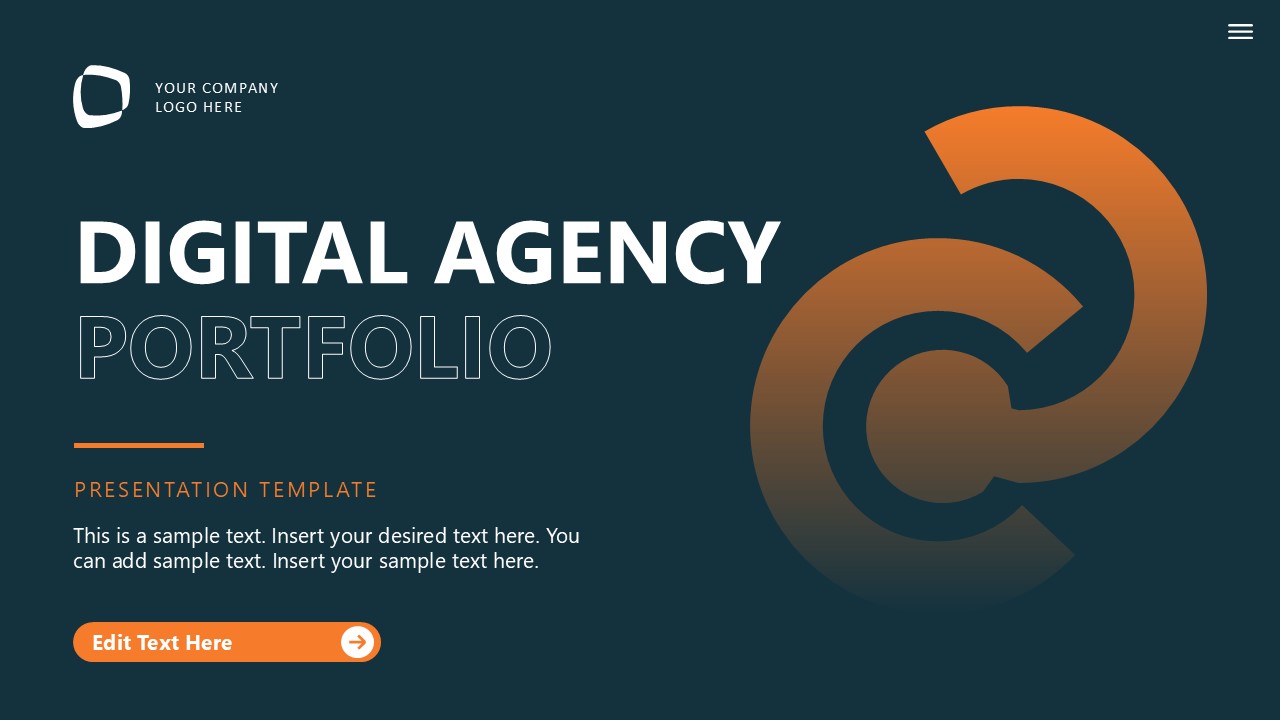 YOUR COMPANY
LOGO HERE
DIGITAL AGENCY
PORTFOLIO
PRESENTATION TEMPLATE
This is a sample text. Insert your desired text here. You
can add sample text. Insert your sample text here.
Edit Text Here